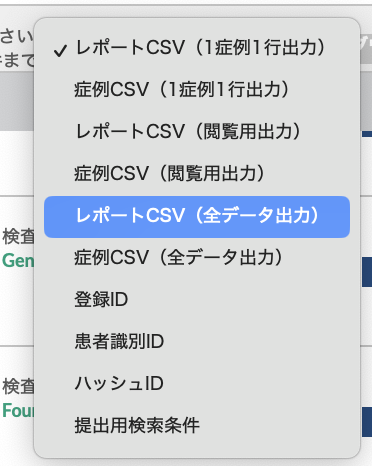 さい
件まで
レポートCSV（1症例1行出力）
症例CSV（1症例1行出力）
レポートCSV（閲覧用出力）
症例CSV（閲覧用出力）
レポートCSV（全データ出力）
症例CSV（全データ出力）
登録ID
患者識別ID
ハッシュID
提出用検索条件
検査
Gen
検査
Four